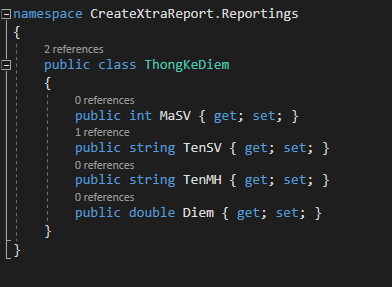 namespace CreateXtraReport.Reportings
{
2 references
public class ThongKeDiem
{
0 references
public int MaSV { get; set; }
1 reference
public string TenSV { get; set; }
0 references
public string TenMH { get; set; }
0 references
public double Diem { get; set; }
}
}